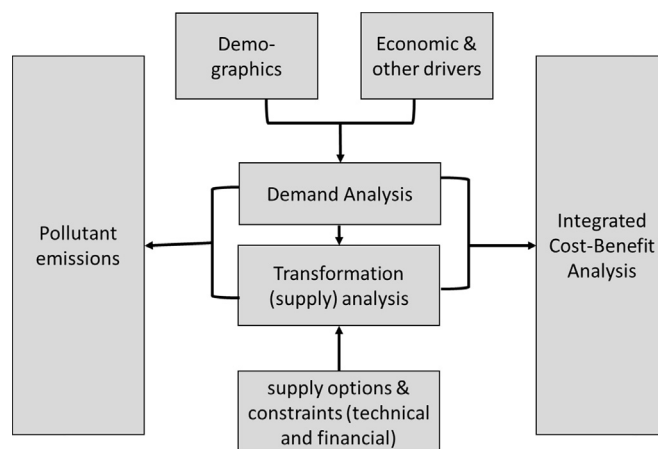 Demo-
graphics
Economic &
other drivers
Demand Analysis
Pollutant
emissions
Integrated
Cost-Benefit
Analysis
Transformation
(supply) analysis
supply options &
constraints (technical
and financial)